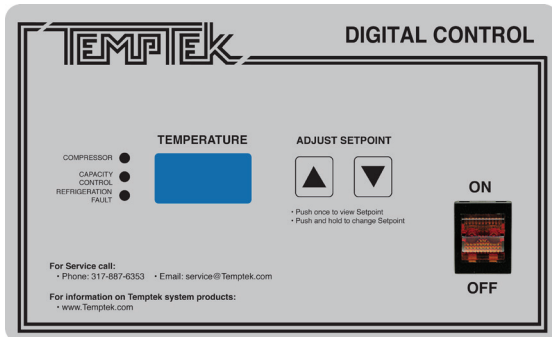 TEMPTEK
DIGITAL CONTROL
TEMPERATURE
ADJUST SETPOINT
COMPRESSOR
CAPACITY
CONTROL
REFRIGERATION
FAULT
• Push once to view Setpoint
• Push and hold to change Setpoint
ON
OFF
For Service call:
• Phone: 317-887-6353 • Email: service@Temptek.com
For information on Temptek system products:
• www.Temptek.com